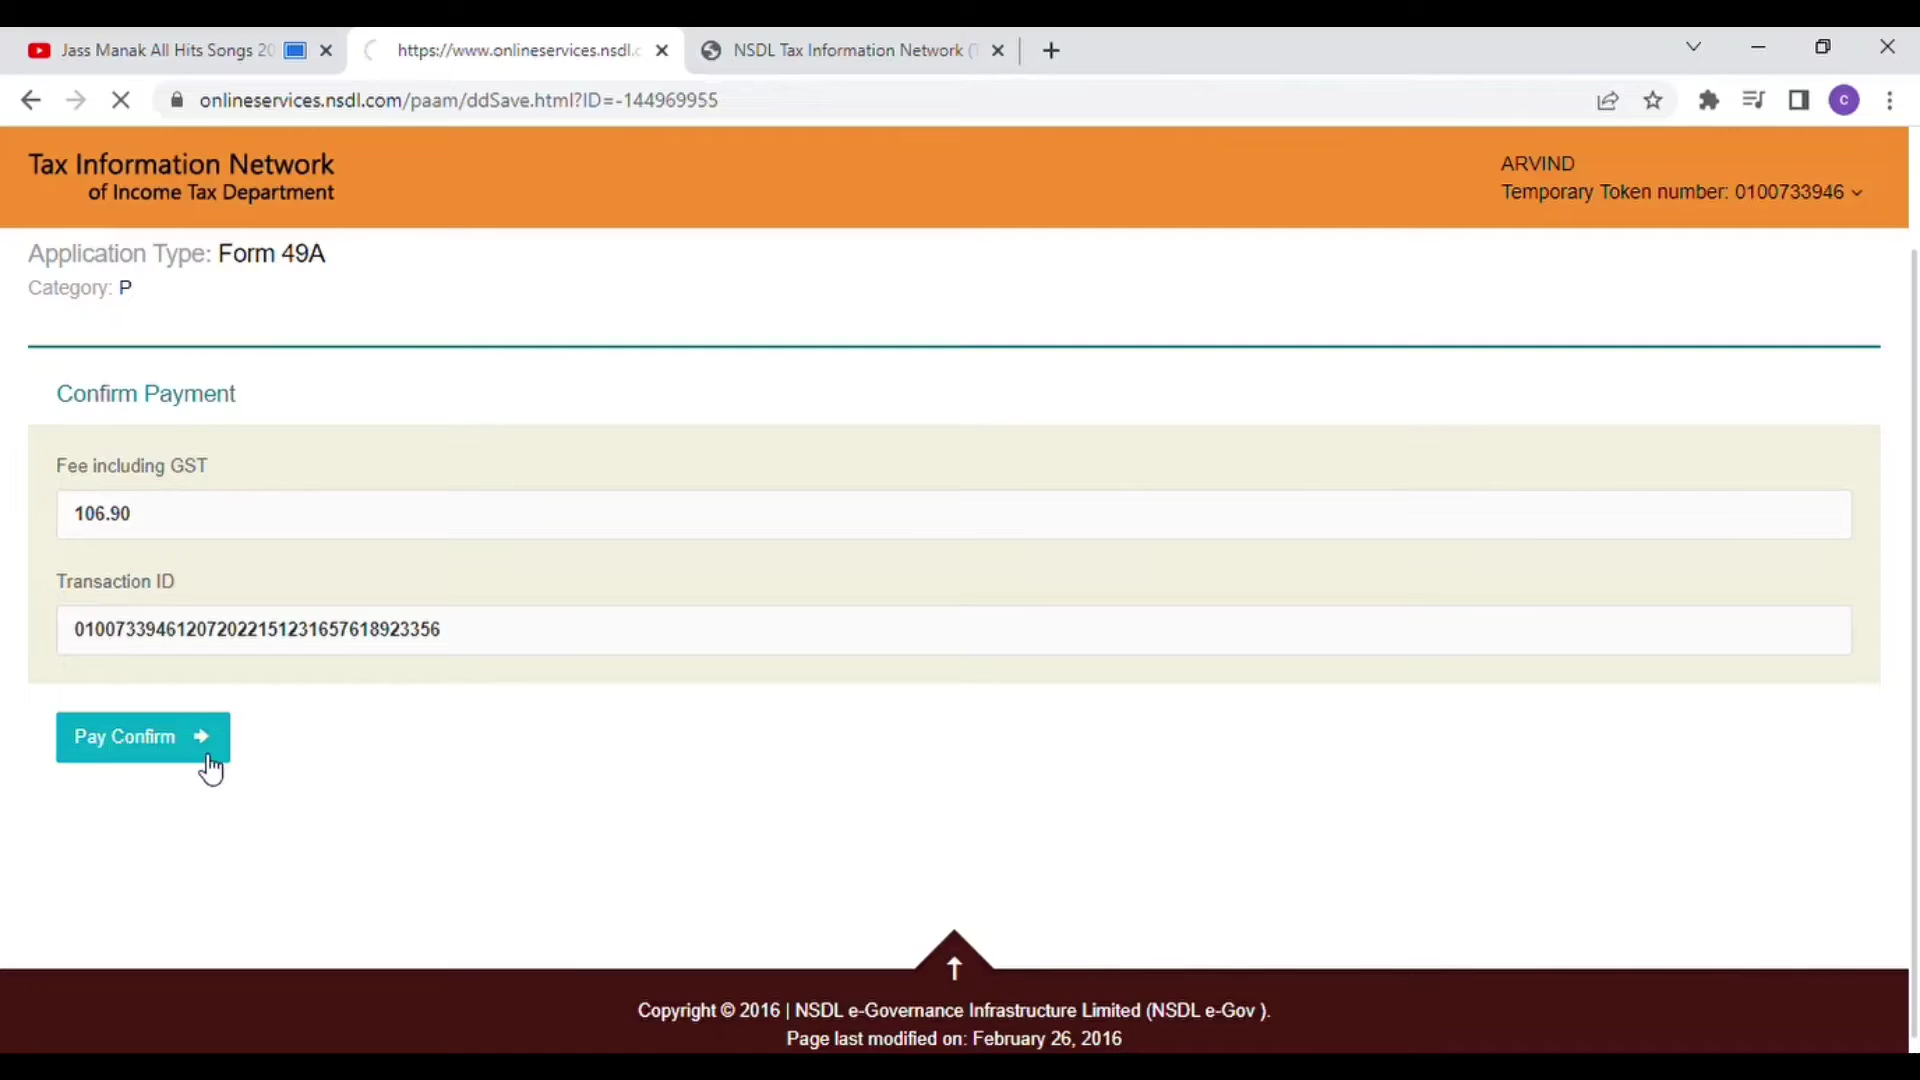 Jass Manak All Hits Songs 20
https://www.onlineservices.nsdl.c
NSDL Tax Information Network (T
onlineservices.nsdl.com/paam/ddSave.html?ID=-144969955
C
Tax Information Network
of Income Tax Department
ARVIND
Temporary Token number: 0100733946
Application Type: Form 49A
Category: P
Confirm Payment
Fee including GST
106.90
Transaction ID
010073394612072022151231657618923356
Pay Confirm
Copyright © 2016 | NSDL e-Governance Infrastructure Limited (NSDL e-Gov ).
Page last modified on: February 26, 2016